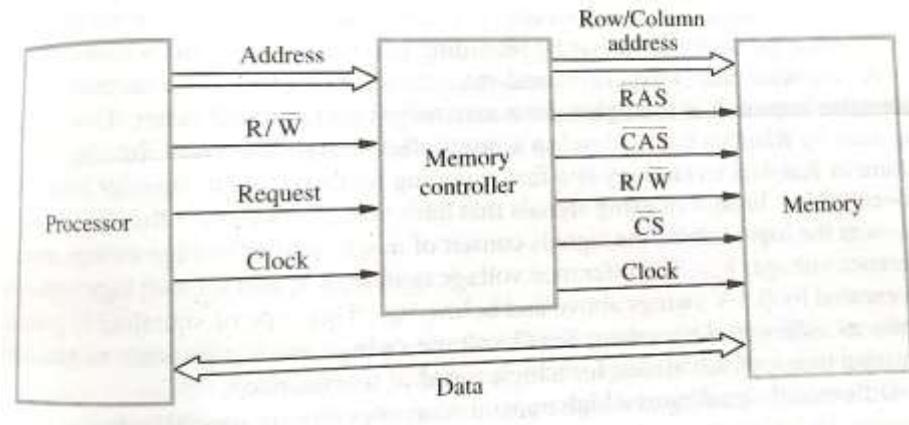 Row/Column
address
Address
RAS
R/W
CAS
Memory
controller
R/W
Request
Memory
Processor
CS
Clock
Clock
Data